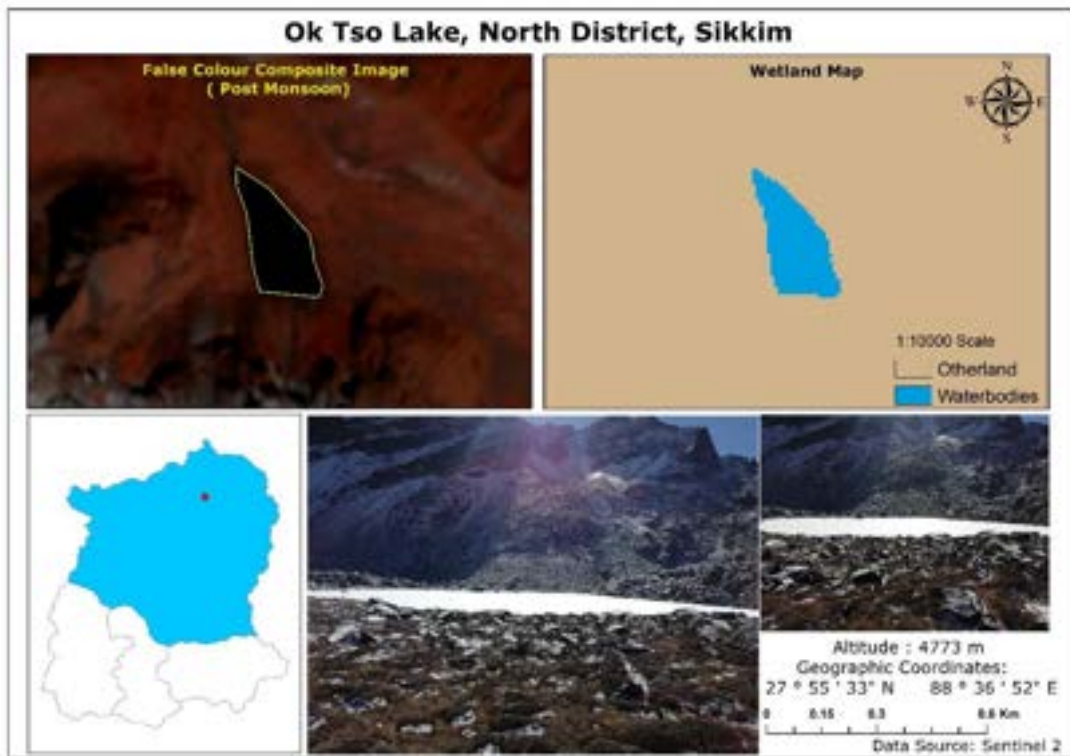 Ok Tso Lake, North District, Sikkim
False Colour Composite Image
( Post Monsoon)
Wetland Map
N
W
E
S
1:10000 Scale
Otherland
Waterbodies
Altitude : 4773 m
Geographic Coordinates:
27 ° 55 ' 33" N 88 ° 36 ' 52" E
0 0.15 0.3 0.6 Km
Data Source: Sentinel 2